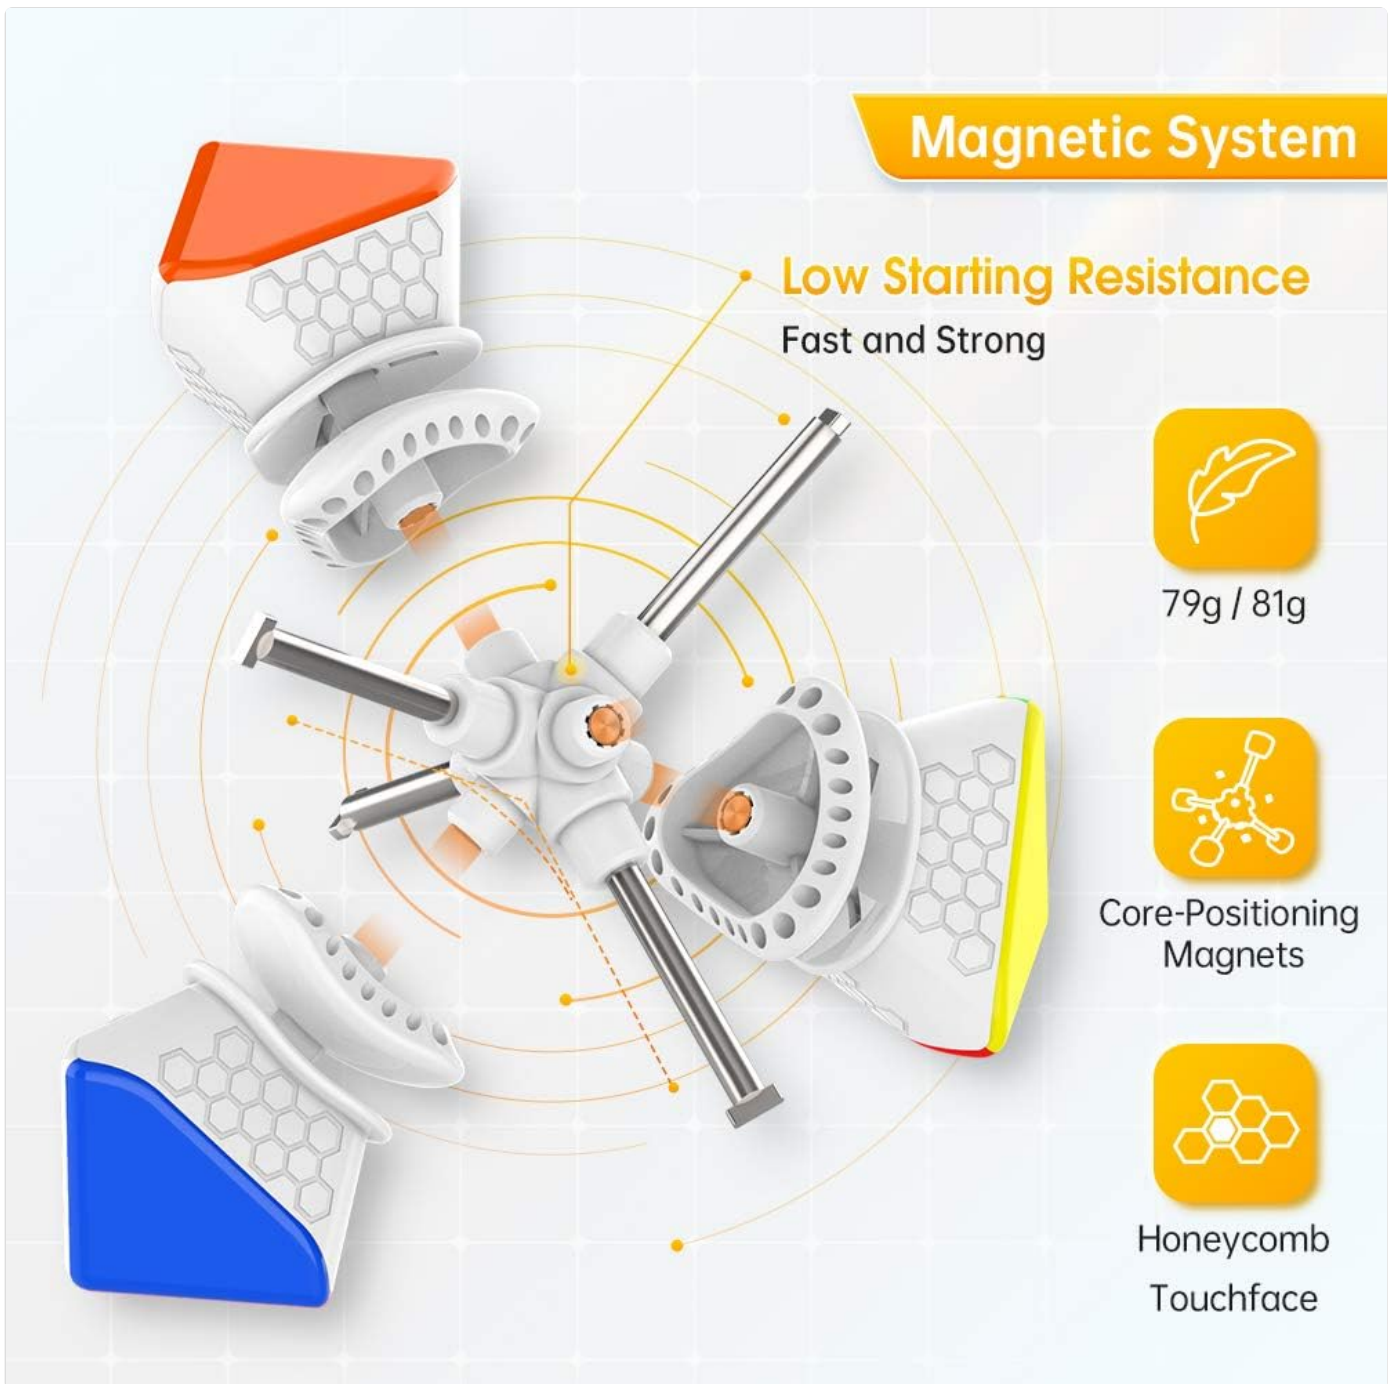 Magnetic System
Low Starting Resistance
Fast and Strong
79g / 81g
Core-Positioning
Magnets
Honeycomb
Touchface